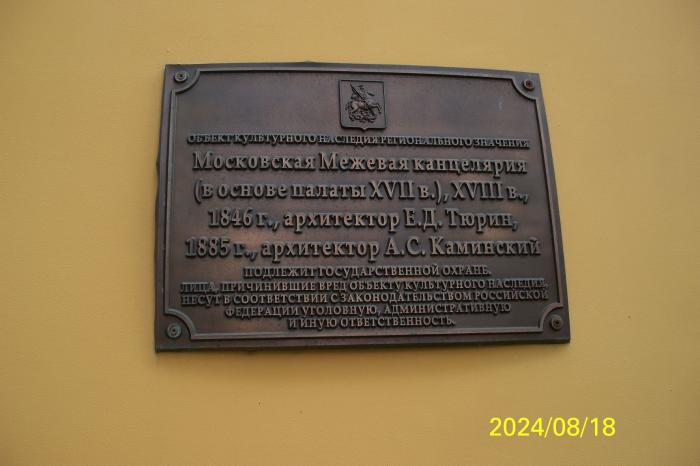 ОБЪЕКТ КУЛЬТУРНОГО НАСЛЕДИЯ РЕГИОНАЛЬНОГО ЗНАЧЕНИЯ
Московская Межевая канцелярия
(в основе палаты XVII в.), XVIII в.,
1846 г., архитектор Е.Д. Тюрин,
1885 г., архитектор А.С. Каминский
ПОДЛЕЖИТ ГОСУДАРСТВЕННОЙ ОХРАНЕ.
ЛИЦА, ПРИЧИНИВШИЕ ВРЕД ОБЪЕКТУ КУЛЬТУРНОГО НАСЛЕДИЯ,
НЕСУТ В СООТВЕТСТВИИ С ЗАКОНОДАТЕЛЬСТВОМ РОССИЙСКОЙ
ФЕДЕРАЦИИ УГОЛОВНУЮ, АДМИНИСТРАТИВНУЮ
И ИНУЮ ОТВЕТСТВЕННОСТЬ.
2024/08/18